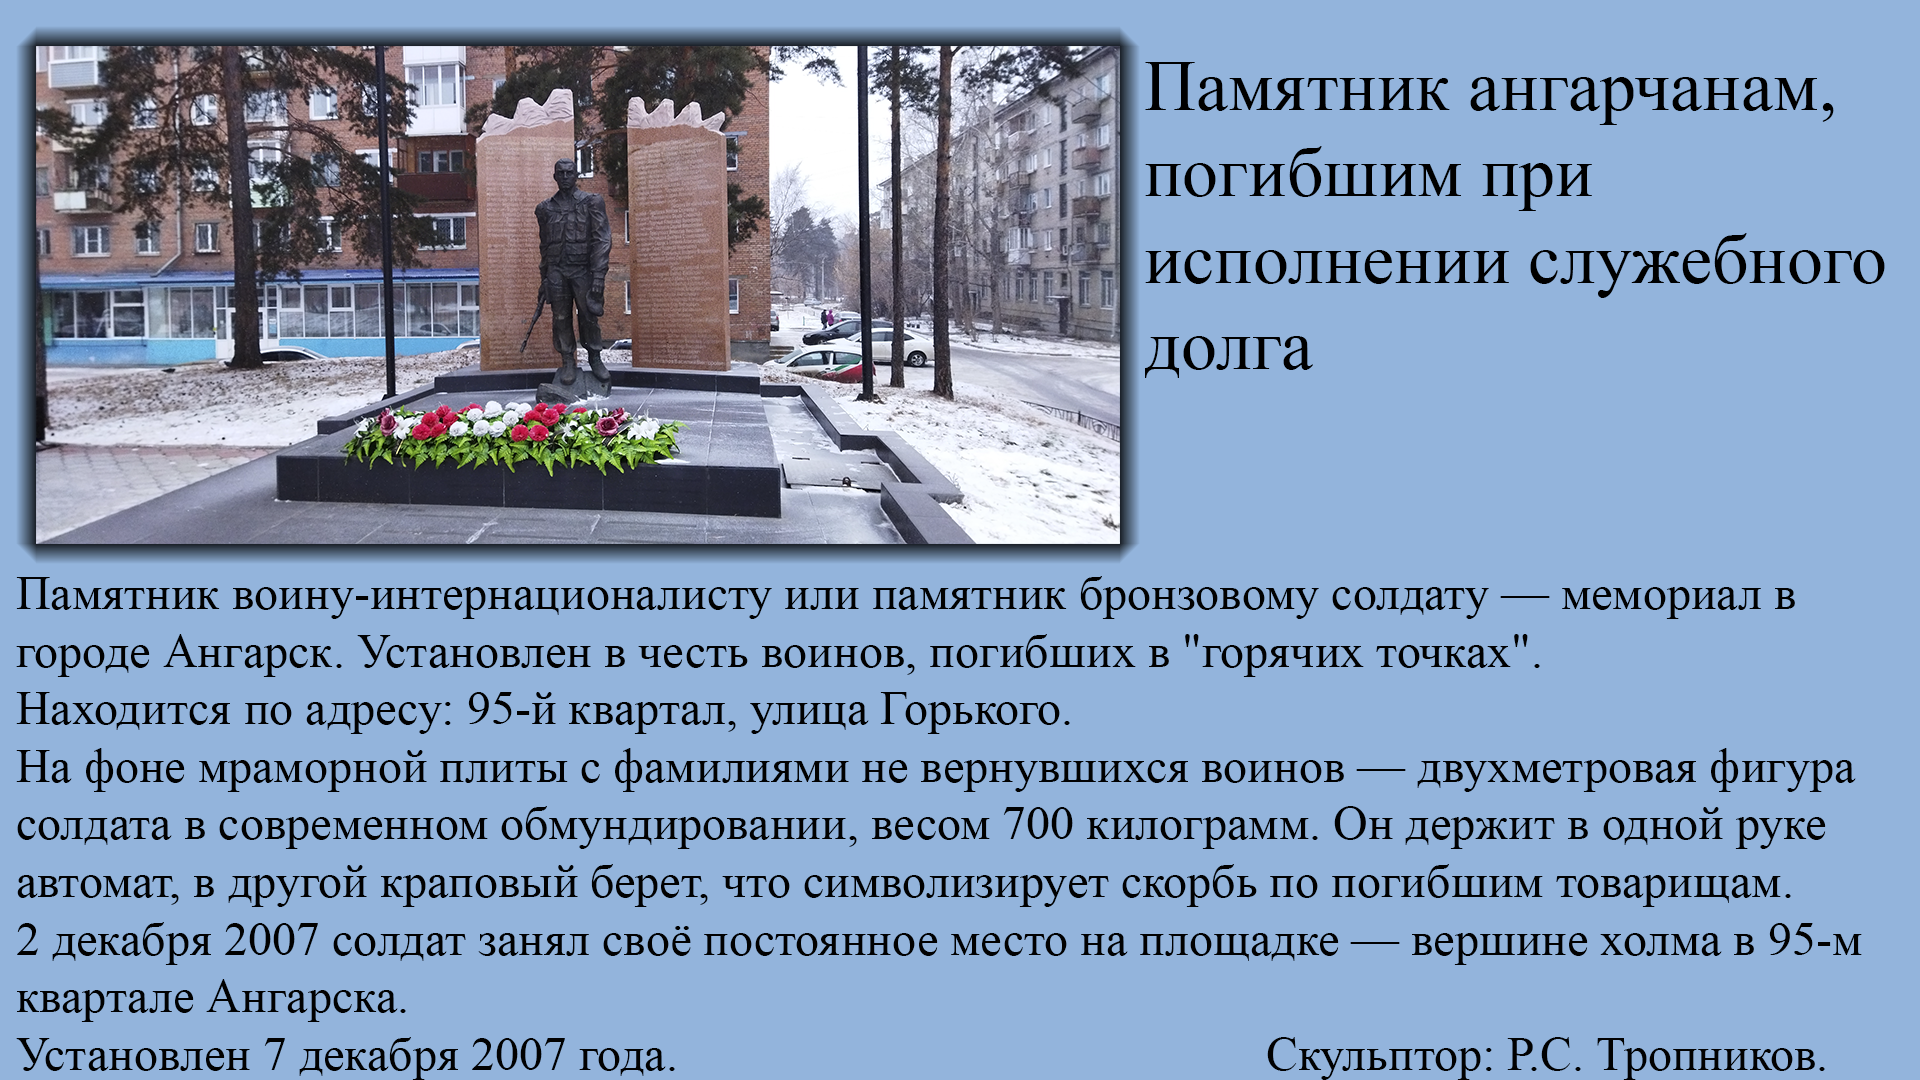 Памятник ангарчанам,
погибшим при
исполнении служебного
долга
Памятник воину-интернационалисту или памятник бронзовому солдату — мемориал в
городе Ангарск. Установлен в честь воинов, погибших в "горячих точках".
Находится по адресу: 95-й квартал, улица Горького.
На фоне мраморной плиты с фамилиями не вернувшихся воинов — двухметровая фигура
солдата в современном обмундировании, весом 700 килограмм. Он держит в одной руке
автомат, в другой краповый берет, что символизирует скорбь по погибшим товарищам.
2 декабря 2007 солдат занял своё постоянное место на площадке — вершине холма в 95-м
квартале Ангарска.
Установлен 7 декабря 2007 года. Скульптор: Р.С. Тропников.